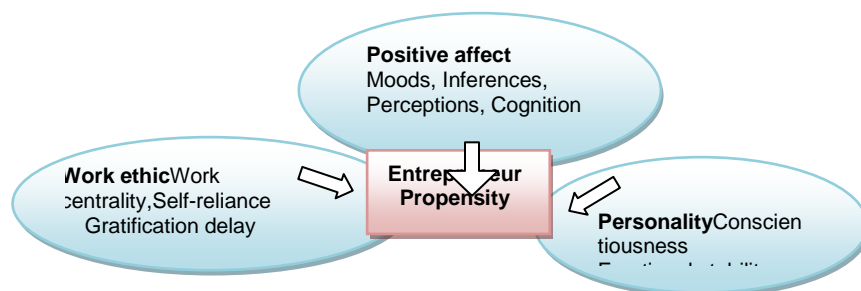 Positive affect
Moods, Inferences,
Perceptions, Cognition
Work ethicWork
centrality,Self-reliance
Gratification delay
Entrepreneur
Propensity
PersonalityConscien
tiousness